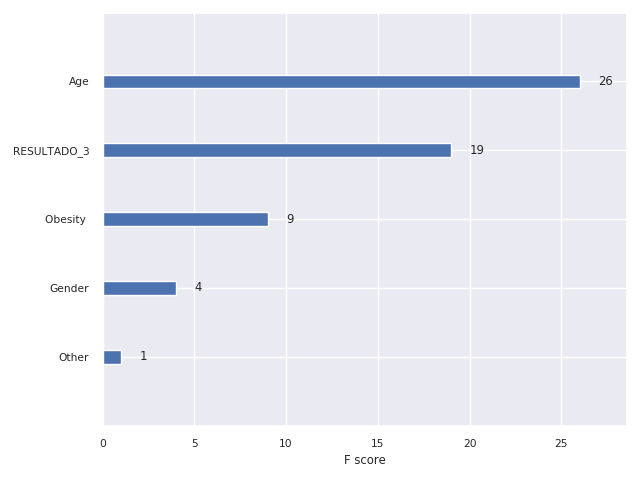 Age 26
RESULTADO_3 19
Obesity 9
Gender 4
Other 1
0 5 10 15 20 25
F score